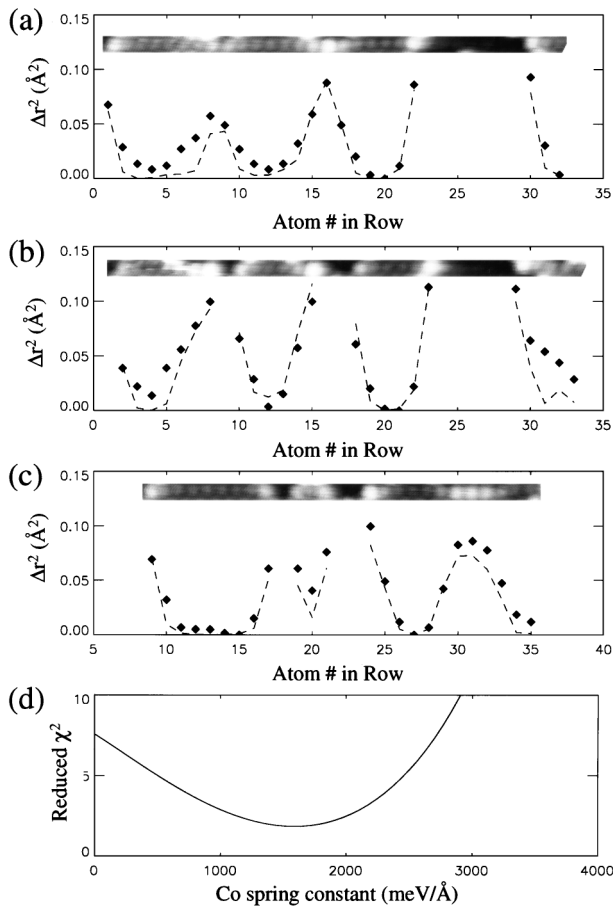 (a)
0.15
0.10
0.05
0.00
Δr² (Å²)
0 5 10 15 20 25 30 35
Atom # in Row
(b)
0.15
0.10
0.05
0.00
Δr² (Å²)
0 5 10 15 20 25 30 35
Atom # in Row
(c)
0.15
0.10
0.05
0.00
Δr² (Å²)
5 10 15 20 25 30 35 40
Atom # in Row
(d)
10
5
0
Reduced χ²
0 1000 2000 3000 4000
Co spring constant (meV/Å)